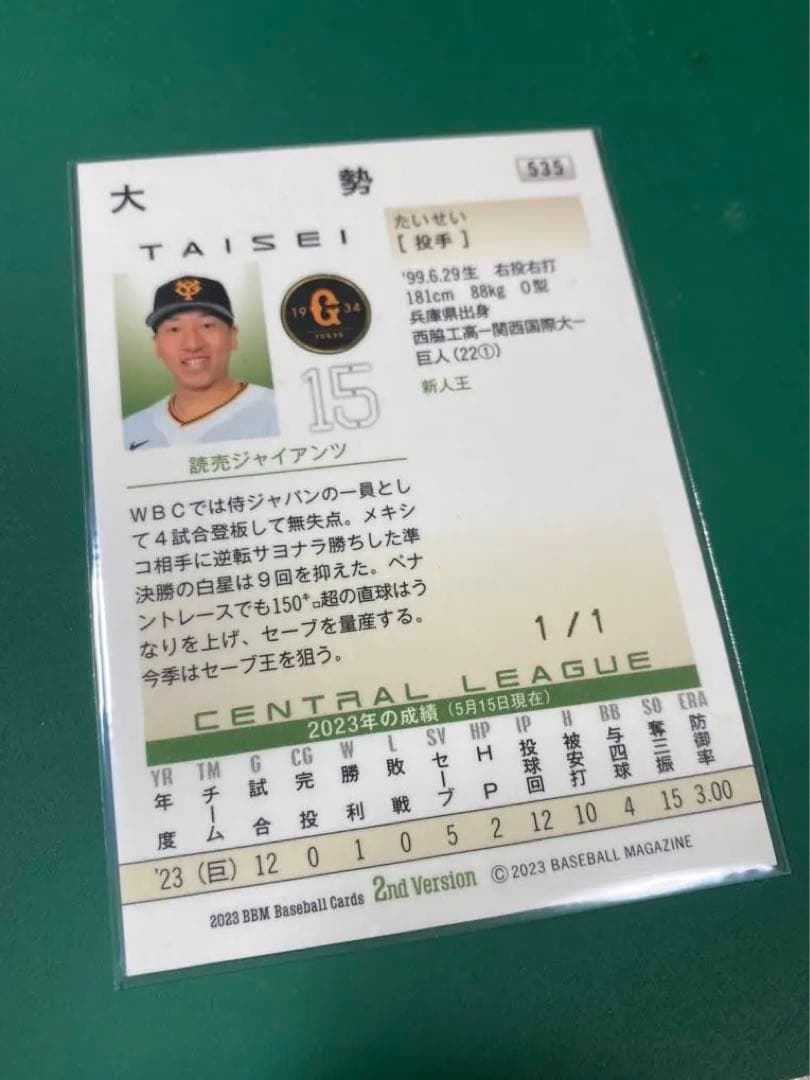 大勢
535
TAISEI
たいせい
[投手]
'99.6.29生 右投右打
181cm 88kg O型
兵庫県出身
西脇工高ー関西国際大ー
巨人(22①)
新人王
19 G 34
TOKYO
15
読売ジャイアンツ
WBCでは侍ジャパンの一員とし
て4試合登板して無失点。メキシ
コ相手に逆転サヨナラ勝ちした準
決勝の白星は9回を抑えた。ペナ
ントレースでも150㌔超の直球はう
なりを上げ、セーブを量産する。
今季はセーブ王を狙う。
1/1
CENTRAL LEAGUE
2023年の成績(5月15日現在)
YR TM G CG W L SV HP IP H BB SO ERA
年度 チーム 試合 完投 勝利 敗戦 セーブ HP 投球回 被安打 与四球 奪三振 防御率
'23 (巨) 12 0 1 0 5 2 12 10 4 15 3.00
2023 BBM Baseball Cards 2nd Version ©2023 BASEBALL MAGAZINE